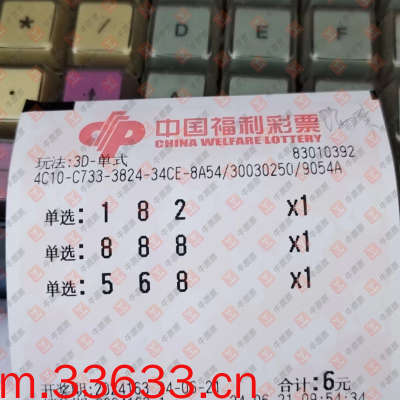 * / D E F
中国福利彩票
CHINA WELFARE LOTTERY
玩法:3D-单式 83010392
4C10-C733-3824-34CE-8A54/30030250/9054A
单选: 1 8 2 x1
单选: 8 8 8 x1
单选: 5 6 8 x1
合计:6元
m.33633.cn